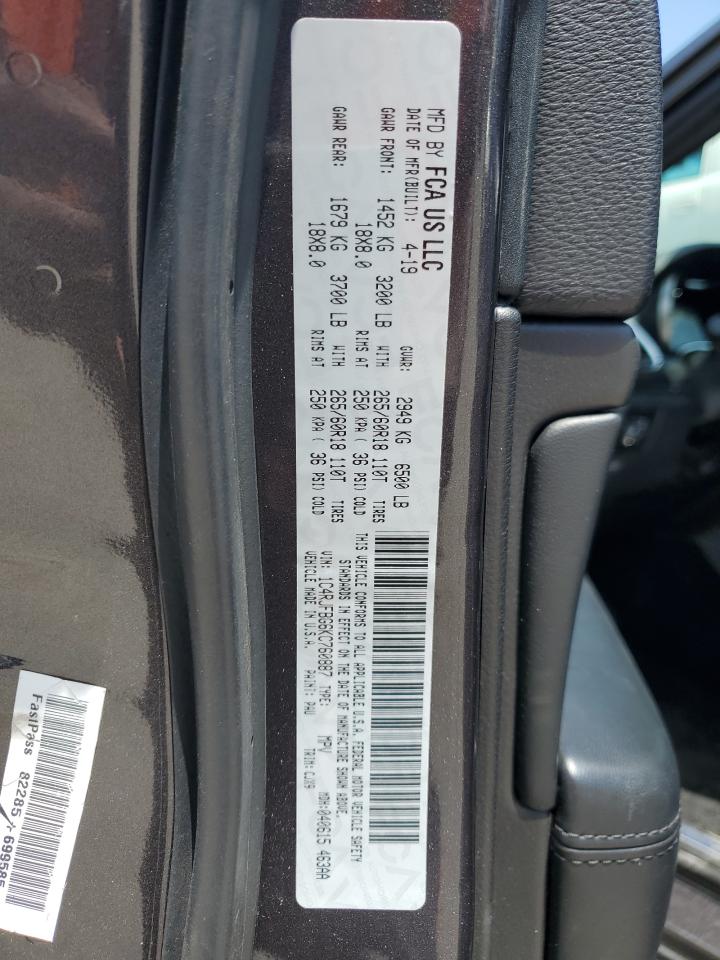 MFD BY FCA US LLC
DATE OF MFR(BUILT): 4-19 GVWR: 2949 KG 6500 LB
GAWR FRONT: 1452 KG 3200 LB WITH 265/60R18 110T TIRES
18X8.0 RIMS AT 250 KPA ( 36 PSI) COLD
GAWR REAR: 1679 KG 3700 LB WITH 265/60R18 110T TIRES
18X8.0 RIMS AT 250 KPA ( 36 PSI) COLD
THIS VEHICLE CONFORMS TO ALL APPLICABLE U.S.A. FEDERAL MOTOR VEHICLE SAFETY
STANDARDS IN EFFECT ON THE DATE OF MANUFACTURE SHOWN ABOVE.
VIN: 1C4RJFBG6KC760887 TYPE: MPV MDH:040615 463AA
VEHICLE MADE IN U.S.A. PAINT: PAU TRIM: CJX9
FastPass 82285
699585